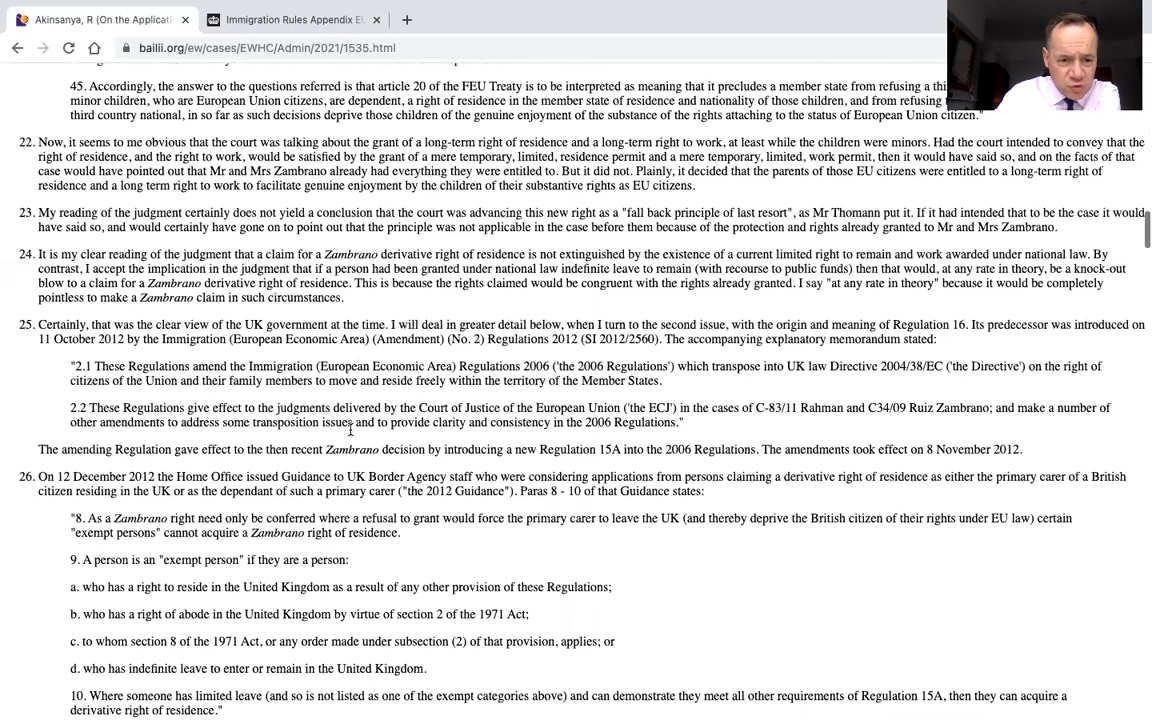 Akinsanya, R (On the Applicati
Immigration Rules Appendix E
bailii.org/ew/cases/EWHC/Admin/2021/1535.html
45. Accordingly, the answer to the questions referred is that article 20 of the FEU Treaty is to be interpreted as meaning that it precludes a member state from refusing a thi
minor children, who are European Union citizens, are dependent, a right of residence in the member state of residence and nationality of those children, and from refusing
third country national, in so far as such decisions deprive those children of the genuine enjoyment of the substance of the rights attaching to the status of European Union citizen."
22. Now, it seems to me obvious that the court was talking about the grant of a long-term right of residence and a long-term right to work, at least while the children were minors. Had the court intended to convey that the
right of residence, and the right to work, would be satisfied by the grant of a mere temporary, limited, residence permit and a mere temporary, limited, work permit, then it would have said so, and on the facts of that
case would have pointed out that Mr and Mrs Zambrano already had everything they were entitled to. But it did not. Plainly, it decided that the parents of those EU citizens were entitled to a long-term right of
residence and a long term right to work to facilitate genuine enjoyment by the children of their substantive rights as EU citizens.
23. My reading of the judgment certainly does not yield a conclusion that the court was advancing this new right as a "fall back principle of last resort", as Mr Thomann put it. If it had intended that to be the case it would
have said so, and would certainly have gone on to point out that the principle was not applicable in the case before them because of the protection and rights already granted to Mr and Mrs Zambrano.
24. It is my clear reading of the judgment that a claim for a Zambrano derivative right of residence is not extinguished by the existence of a current limited right to remain and work awarded under national law. By
contrast, I accept the implication in the judgment that if a person had been granted under national law indefinite leave to remain (with recourse to public funds) then that would, at any rate in theory, be a knock-out
blow to a claim for a Zambrano derivative right of residence. This is because the rights claimed would be congruent with the rights already granted. I say "at any rate in theory" because it would be completely
pointless to make a Zambrano claim in such circumstances.
25. Certainly, that was the clear view of the UK government at the time. I will deal in greater detail below, when I turn to the second issue, with the origin and meaning of Regulation 16. Its predecessor was introduced on
11 October 2012 by the Immigration (European Economic Area) (Amendment) (No. 2) Regulations 2012 (SI 2012/2560). The accompanying explanatory memorandum stated:
"2.1 These Regulations amend the Immigration (European Economic Area) Regulations 2006 ('the 2006 Regulations') which transpose into UK law Directive 2004/38/EC ('the Directive') on the right of
citizens of the Union and their family members to move and reside freely within the territory of the Member States.
2.2 These Regulations give effect to the judgments delivered by the Court of Justice of the European Union ('the ECJ') in the cases of C-83/11 Rahman and C34/09 Ruiz Zambrano; and make a number of
other amendments to address some transposition issues and to provide clarity and consistency in the 2006 Regulations."
The amending Regulation gave effect to the then recent Zambrano decision by introducing a new Regulation 15A into the 2006 Regulations. The amendments took effect on 8 November 2012.
26. On 12 December 2012 the Home Office issued Guidance to UK Border Agency staff who were considering applications from persons claiming a derivative right of residence as either the primary carer of a British
citizen residing in the UK or as the dependant of such a primary carer ("the 2012 Guidance"). Paras 8 - 10 of that Guidance states:
"8. As a Zambrano right need only be conferred where a refusal to grant would force the primary carer to leave the UK (and thereby deprive the British citizen of their rights under EU law) certain
"exempt persons" cannot acquire a Zambrano right of residence.
9. A person is an "exempt person" if they are a person:
a. who has a right to reside in the United Kingdom as a result of any other provision of these Regulations;
b. who has a right of abode in the United Kingdom by virtue of section 2 of the 1971 Act;
c. to whom section 8 of the 1971 Act, or any order made under subsection (2) of that provision, applies; or
d. who has indefinite leave to enter or remain in the United Kingdom.
10. Where someone has limited leave (and so is not listed as one of the exempt categories above) and can demonstrate they meet all other requirements of Regulation 15A, then they can acquire a
derivative right of residence."